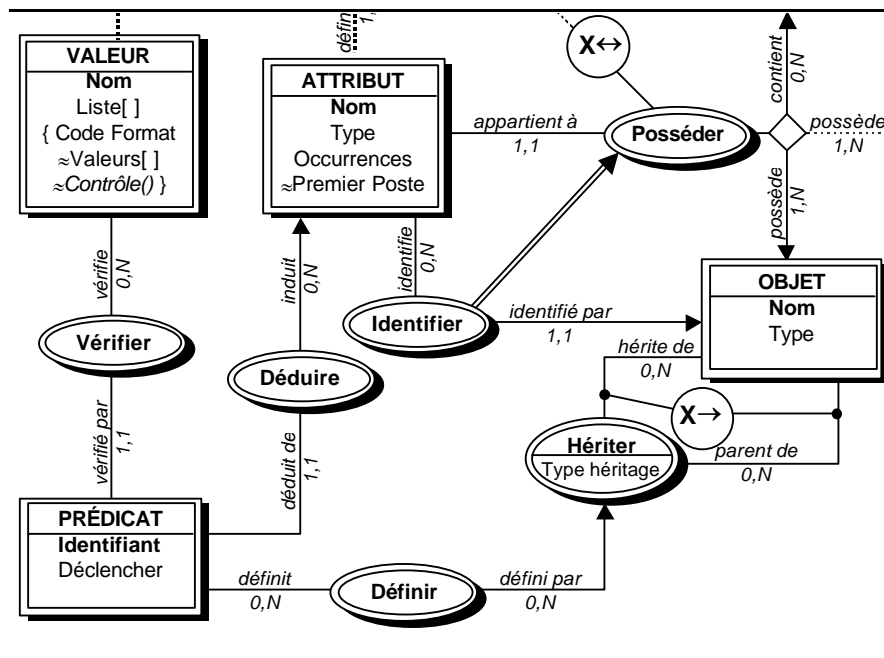 VALEUR
Nom
Liste[ ]
{ Code Format
≈Valeurs[ ]
≈Contrôle() }
défin
1,
ATTRIBUT
Nom
Type
Occurrences
≈Premier Poste
X↔
appartient à
1,1
Posséder
contient
0,N
possède
1,N
possède
1,N
OBJET
Nom
Type
vérifie
0,N
induit
0,N
identifie
0,N
Identifier
identifié par
1,1
Vérifier
Déduire
hérite de
0,N
X→
Hériter
Type héritage
parent de
0,N
vérifié par
1,1
déduit de
1,1
PRÉDICAT
Identifiant
Déclencher
définit
0,N
Définir
défini par
0,N